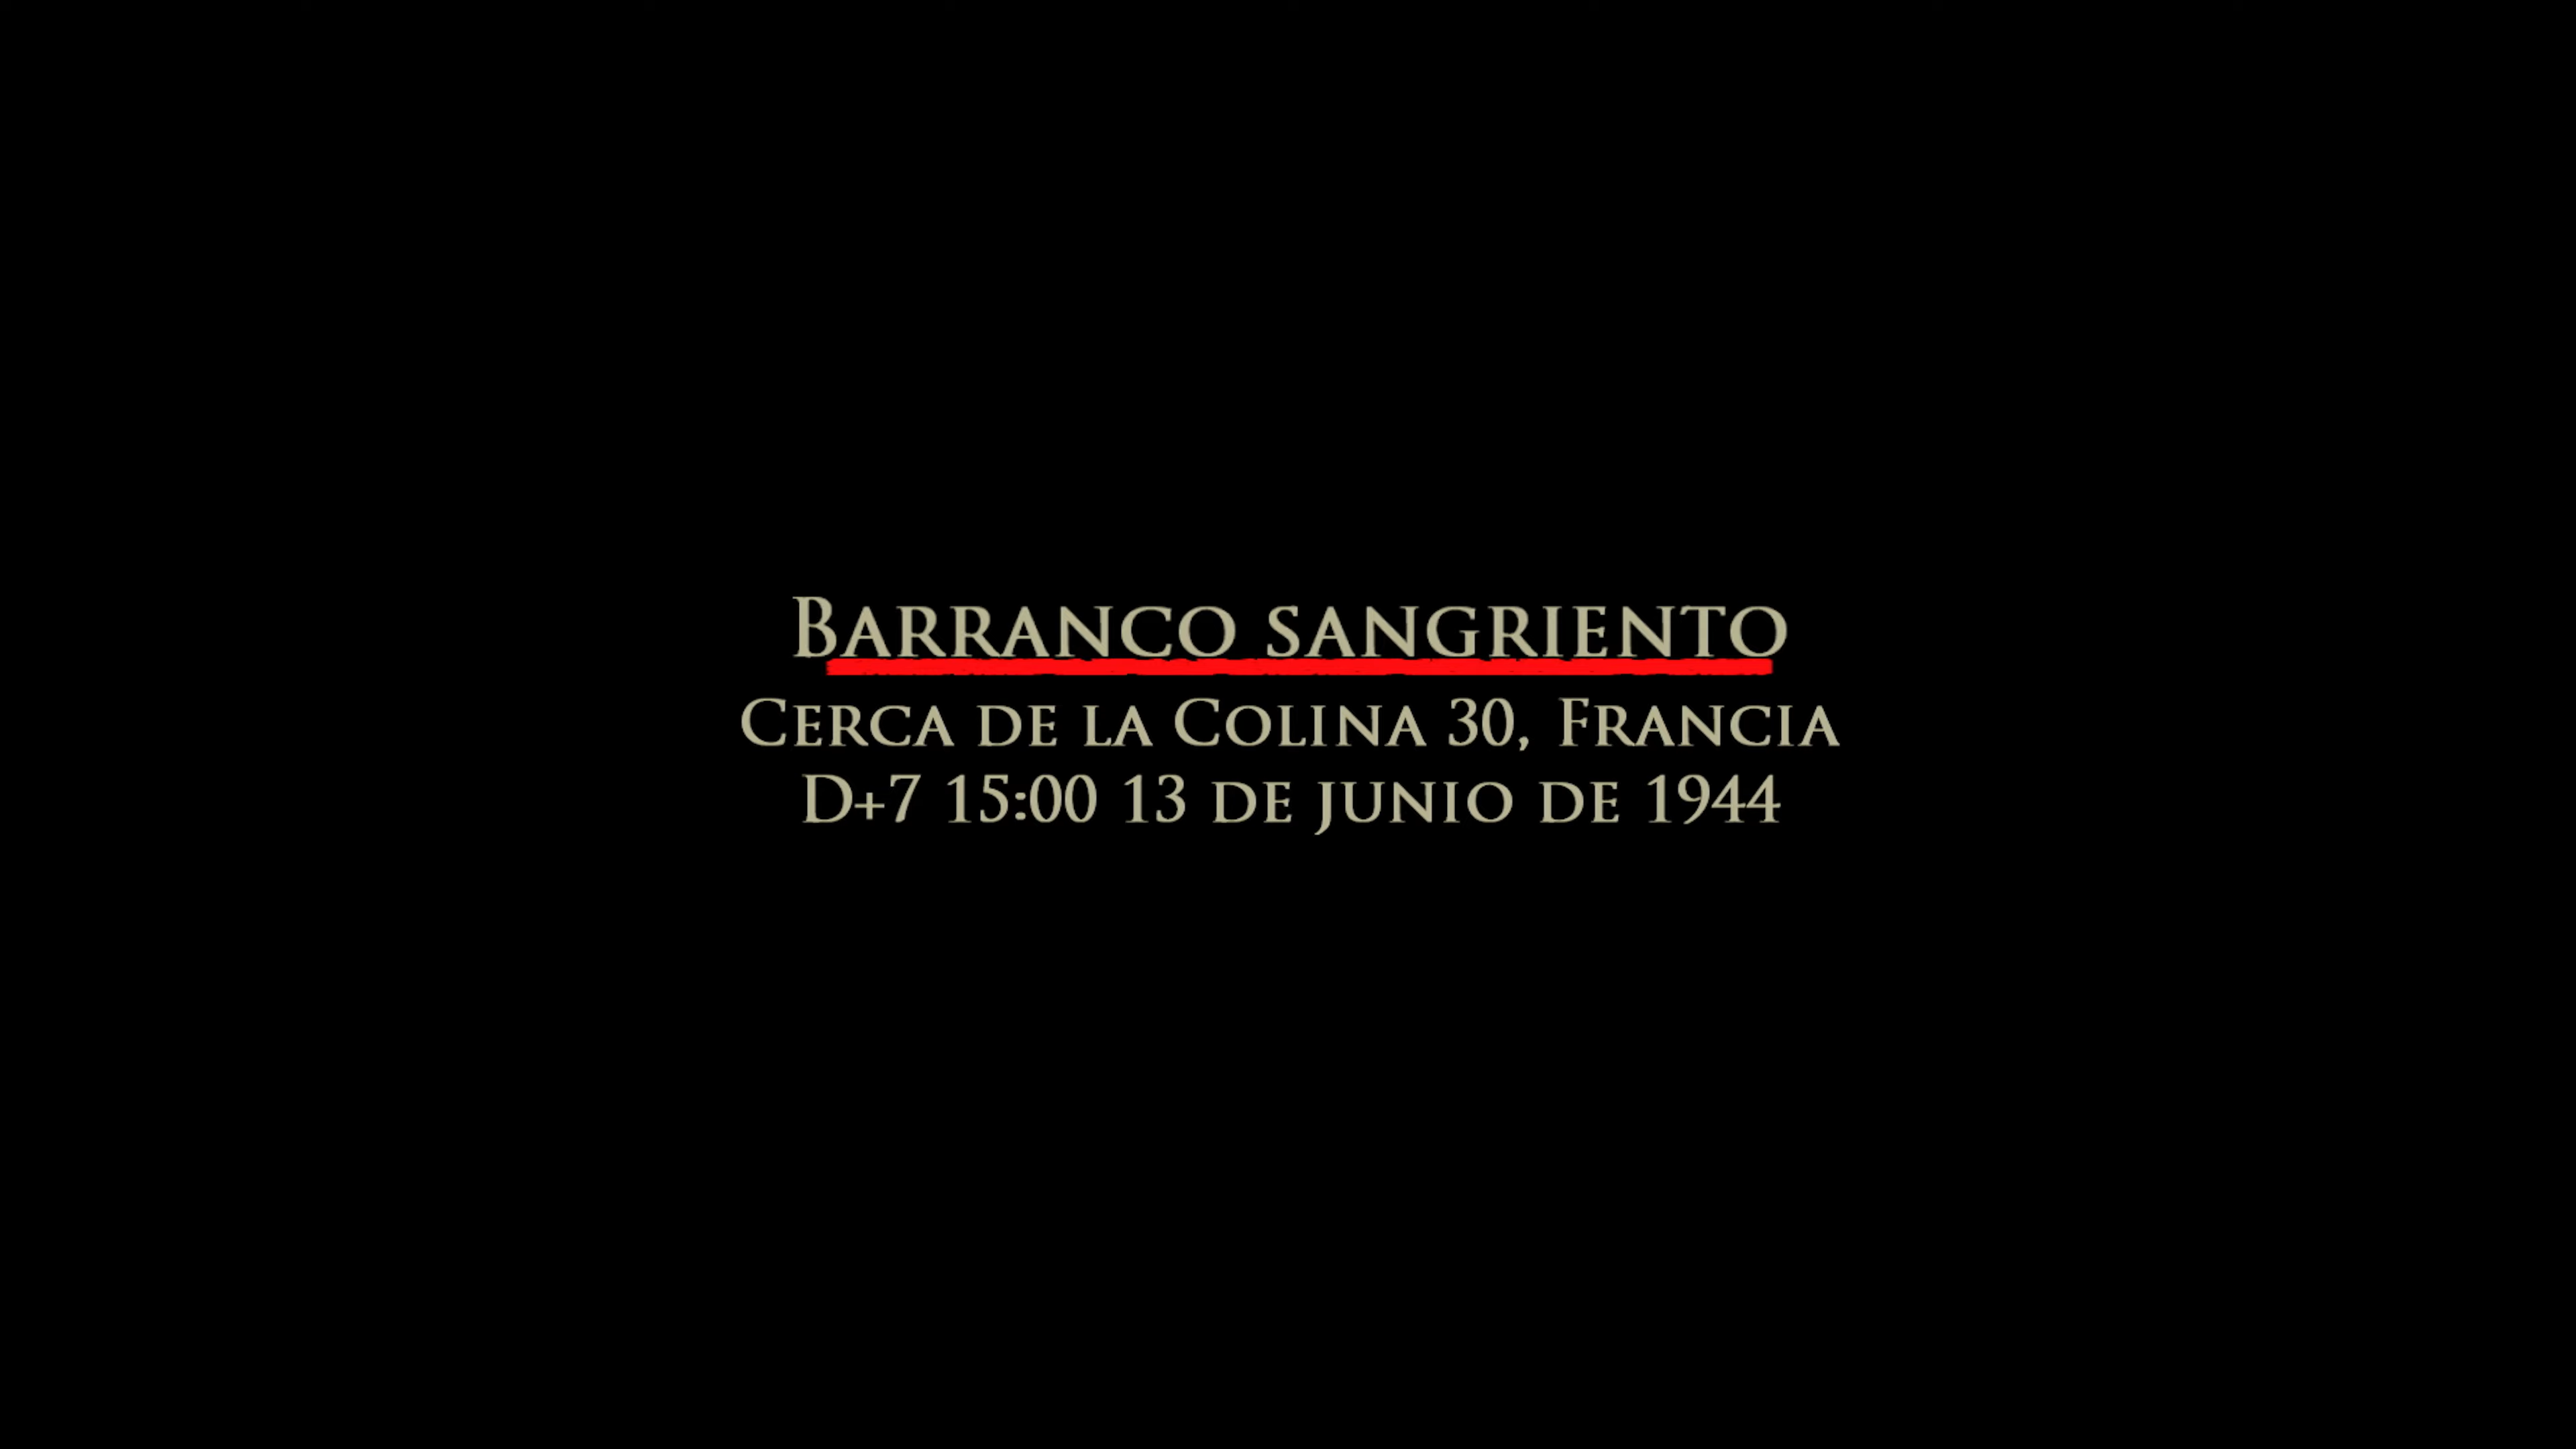 Barranco sangriento
Cerca de la Colina 30, Francia
D+7 15:00 13 de junio de 1944